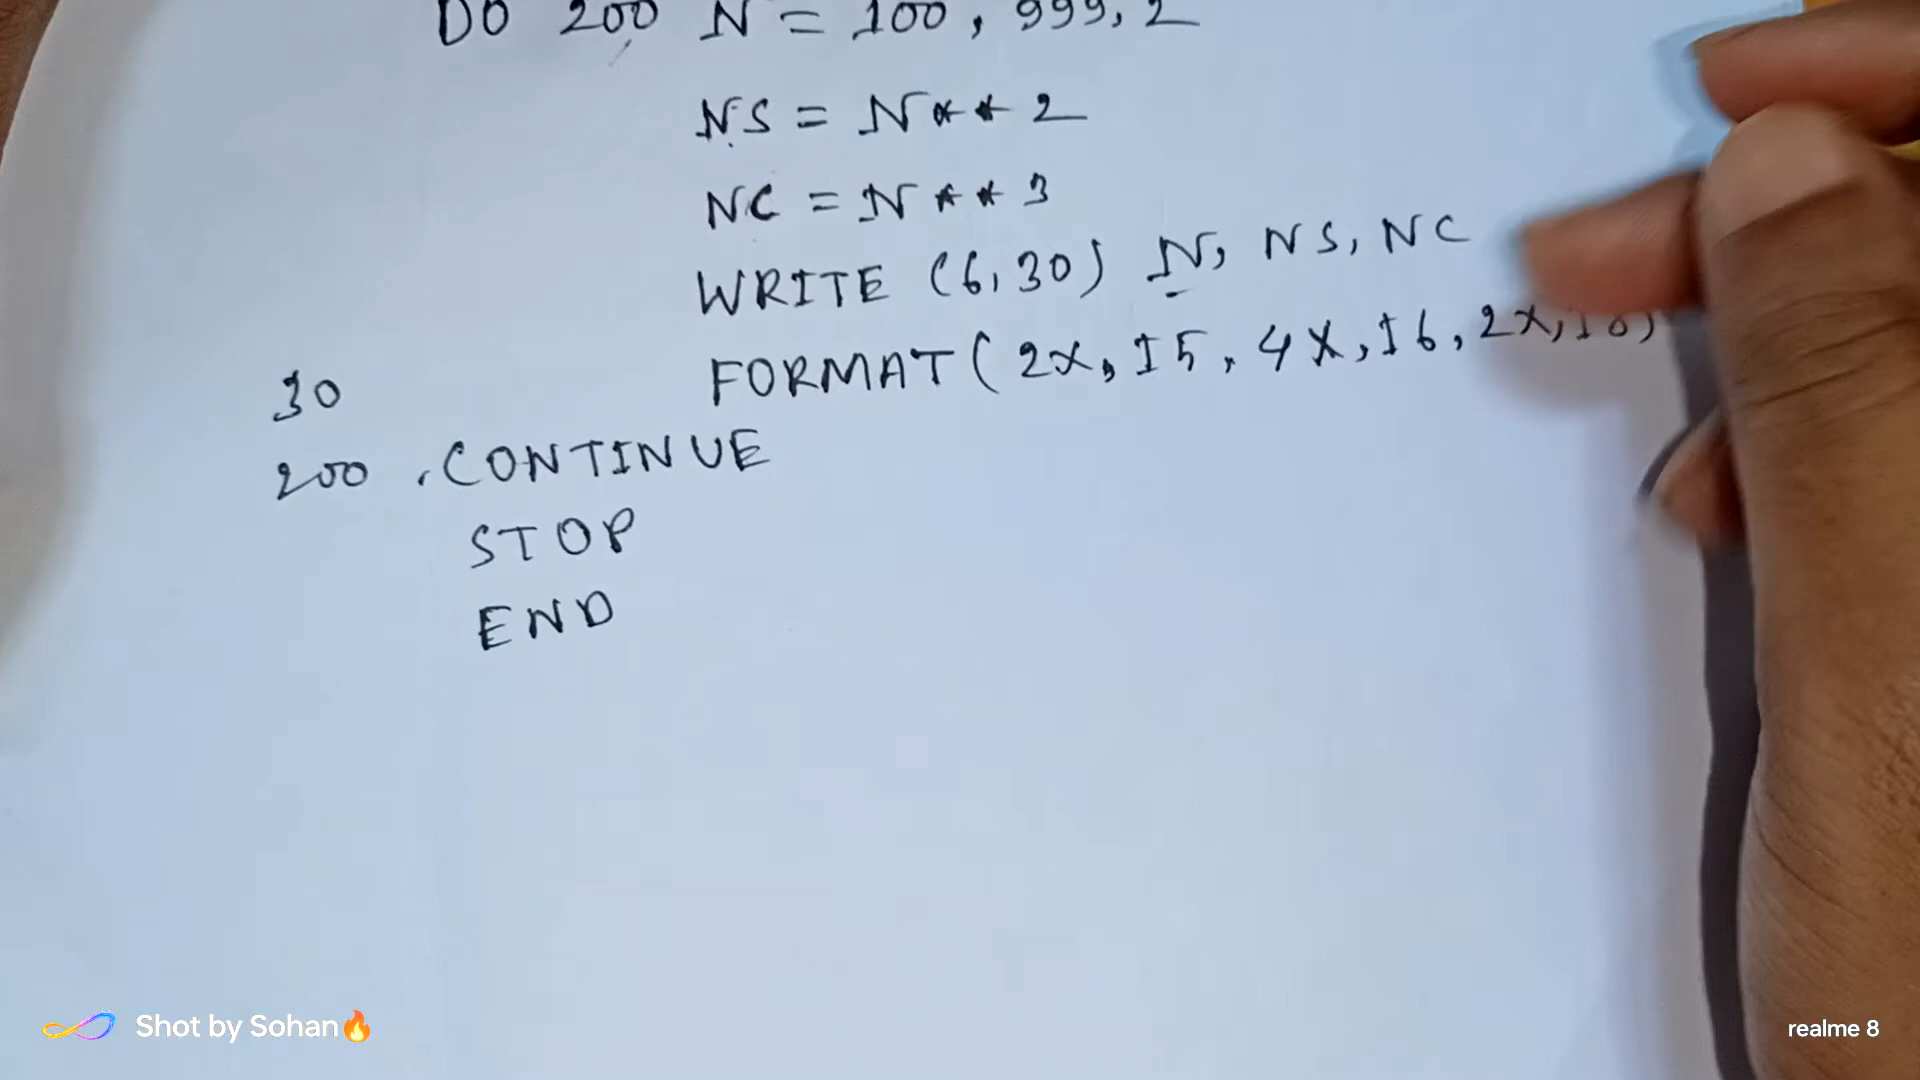 DO 200 N = 100, 999, 2
NS = N**2
NC = N**3
WRITE (6,30) N, NS, NC
30 FORMAT (2X, I5, 4X, I6, 2X, I8)
200 CONTINUE
STOP
END
Shot by Sohan🔥
realme 8